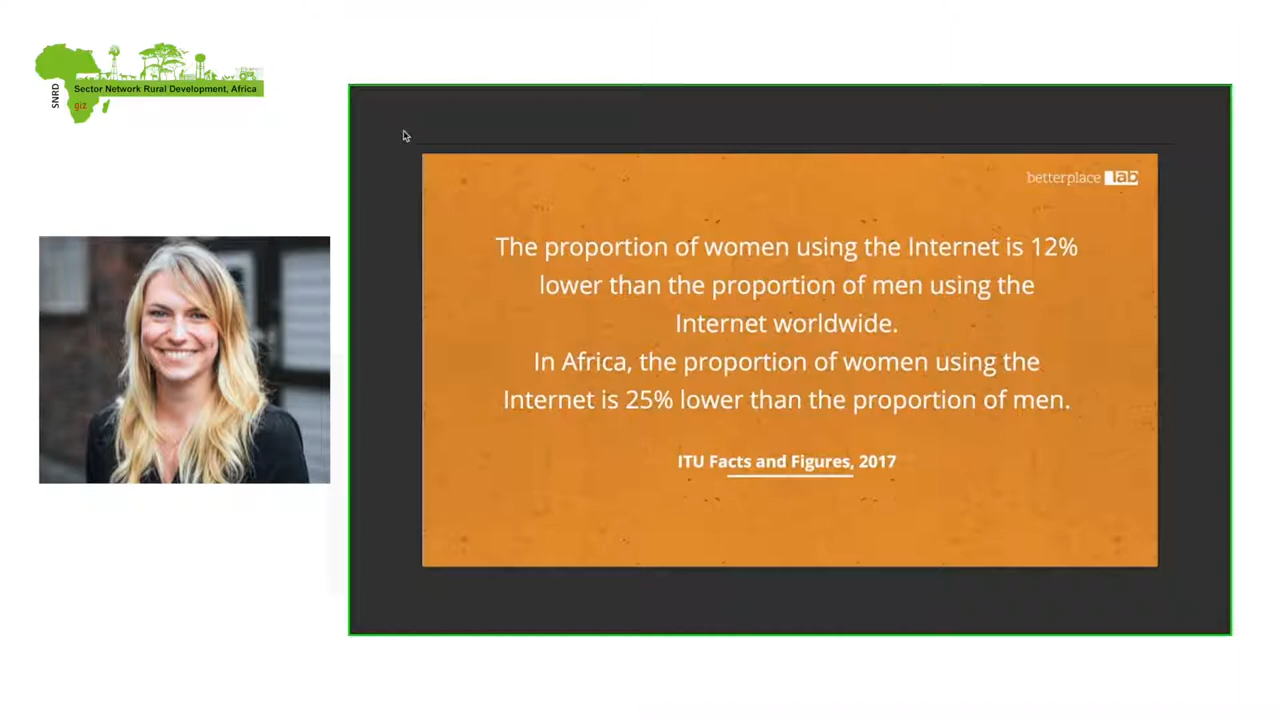 SNRD
Sector Network Rural Development, Africa
giz
betterplace lab
The proportion of women using the Internet is 12%
lower than the proportion of men using the
Internet worldwide.
In Africa, the proportion of women using the
Internet is 25% lower than the proportion of men.
ITU Facts and Figures, 2017